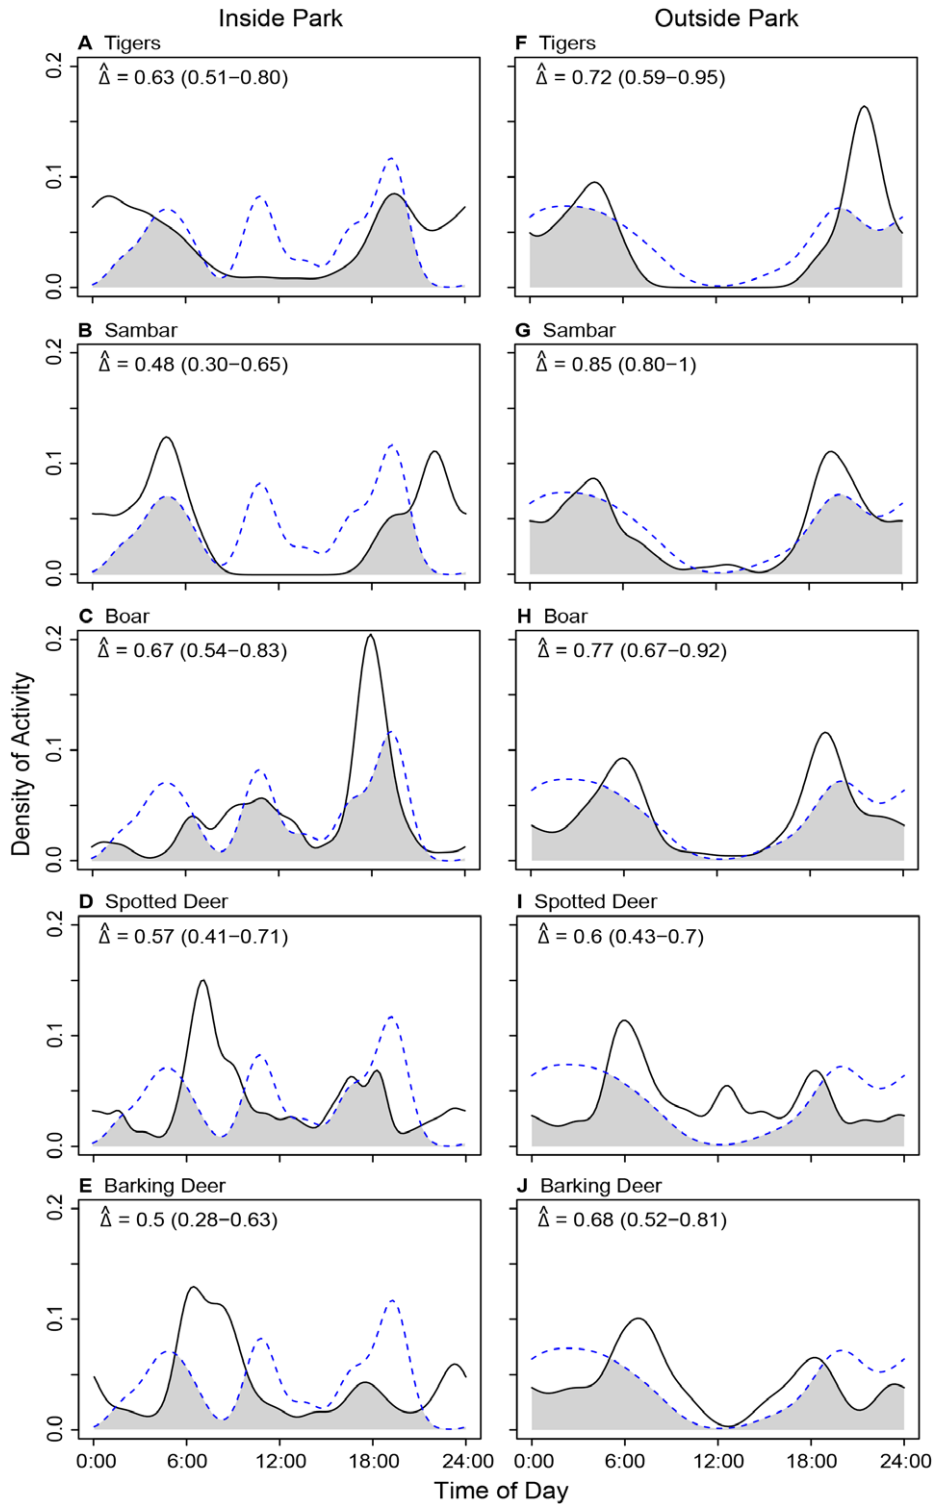 Inside Park
Outside Park
A Tigers
F Tigers
0.2
Δ̂ = 0.63 (0.51−0.80)
Δ̂ = 0.72 (0.59−0.95)
0.1
0.0
B Sambar
G Sambar
0.2
Δ̂ = 0.48 (0.30−0.65)
Δ̂ = 0.85 (0.80−1)
0.1
0.0
C Boar
H Boar
0.2
Δ̂ = 0.67 (0.54−0.83)
Δ̂ = 0.77 (0.67−0.92)
Density of Activity
0.1
0.0
D Spotted Deer
I Spotted Deer
0.2
Δ̂ = 0.57 (0.41−0.71)
Δ̂ = 0.6 (0.43−0.7)
0.1
0.0
E Barking Deer
J Barking Deer
0.2
Δ̂ = 0.5 (0.28−0.63)
Δ̂ = 0.68 (0.52−0.81)
0.1
0.0
0:00 6:00 12:00 18:00 24:00
0:00 6:00 12:00 18:00 24:00
Time of Day